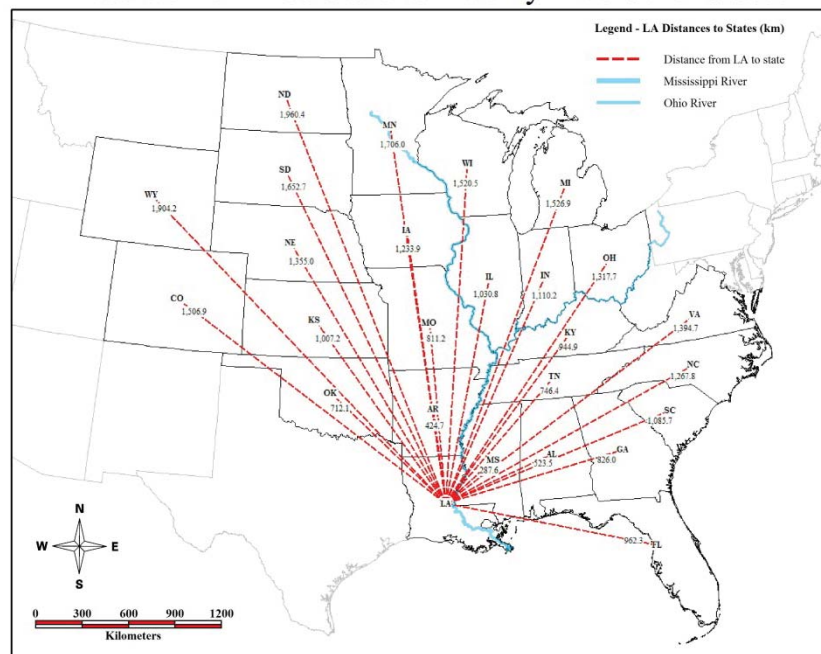 Legend - LA Distances to States (km)
Distance from LA to state
Mississippi River
Ohio River
ND
1,960.4
MN
1,706.0
WI
1,520.5
SD
1,652.7
MI
1,526.9
WY
1,904.2
IA
1,233.9
NE
1,355.0
OH
1,317.7
IL
1,030.8
IN
1,110.2
CO
1,506.9
KS
1,007.2
MO
811.2
KY
944.9
VA
1,394.7
TN
746.4
NC
1,267.8
OK
712.1
AR
424.7
SC
1,085.7
MS
287.6
AL
523.5
GA
826.0
LA
962.3
FL
N
W
E
S
0 300 600 900 1200
Kilometers